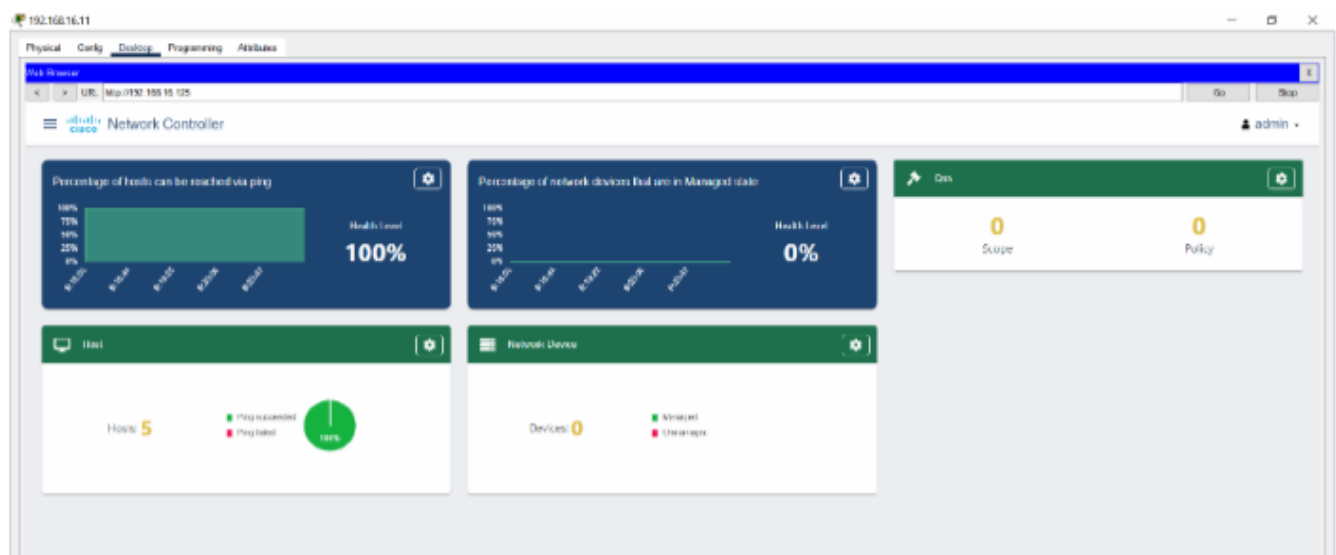 192.168.16.11
Physical Config Desktop Programming Attributes
Web Browser X
< > URL http://192.168.16.125 Go Stop
CISCO Network Controller admin
Percentage of hosts can be reached via ping
100%
75%
50%
25%
0%
Health Level
100%
Percentage of network devices that are in Managed state
100%
75%
50%
25%
0%
Health Level
0%
Qos
0 0
Scope Policy
Host
Hosts: 5
Ping succeeded
Ping failed
100%
Network Device
Devices: 0
Managed
Unmanaged